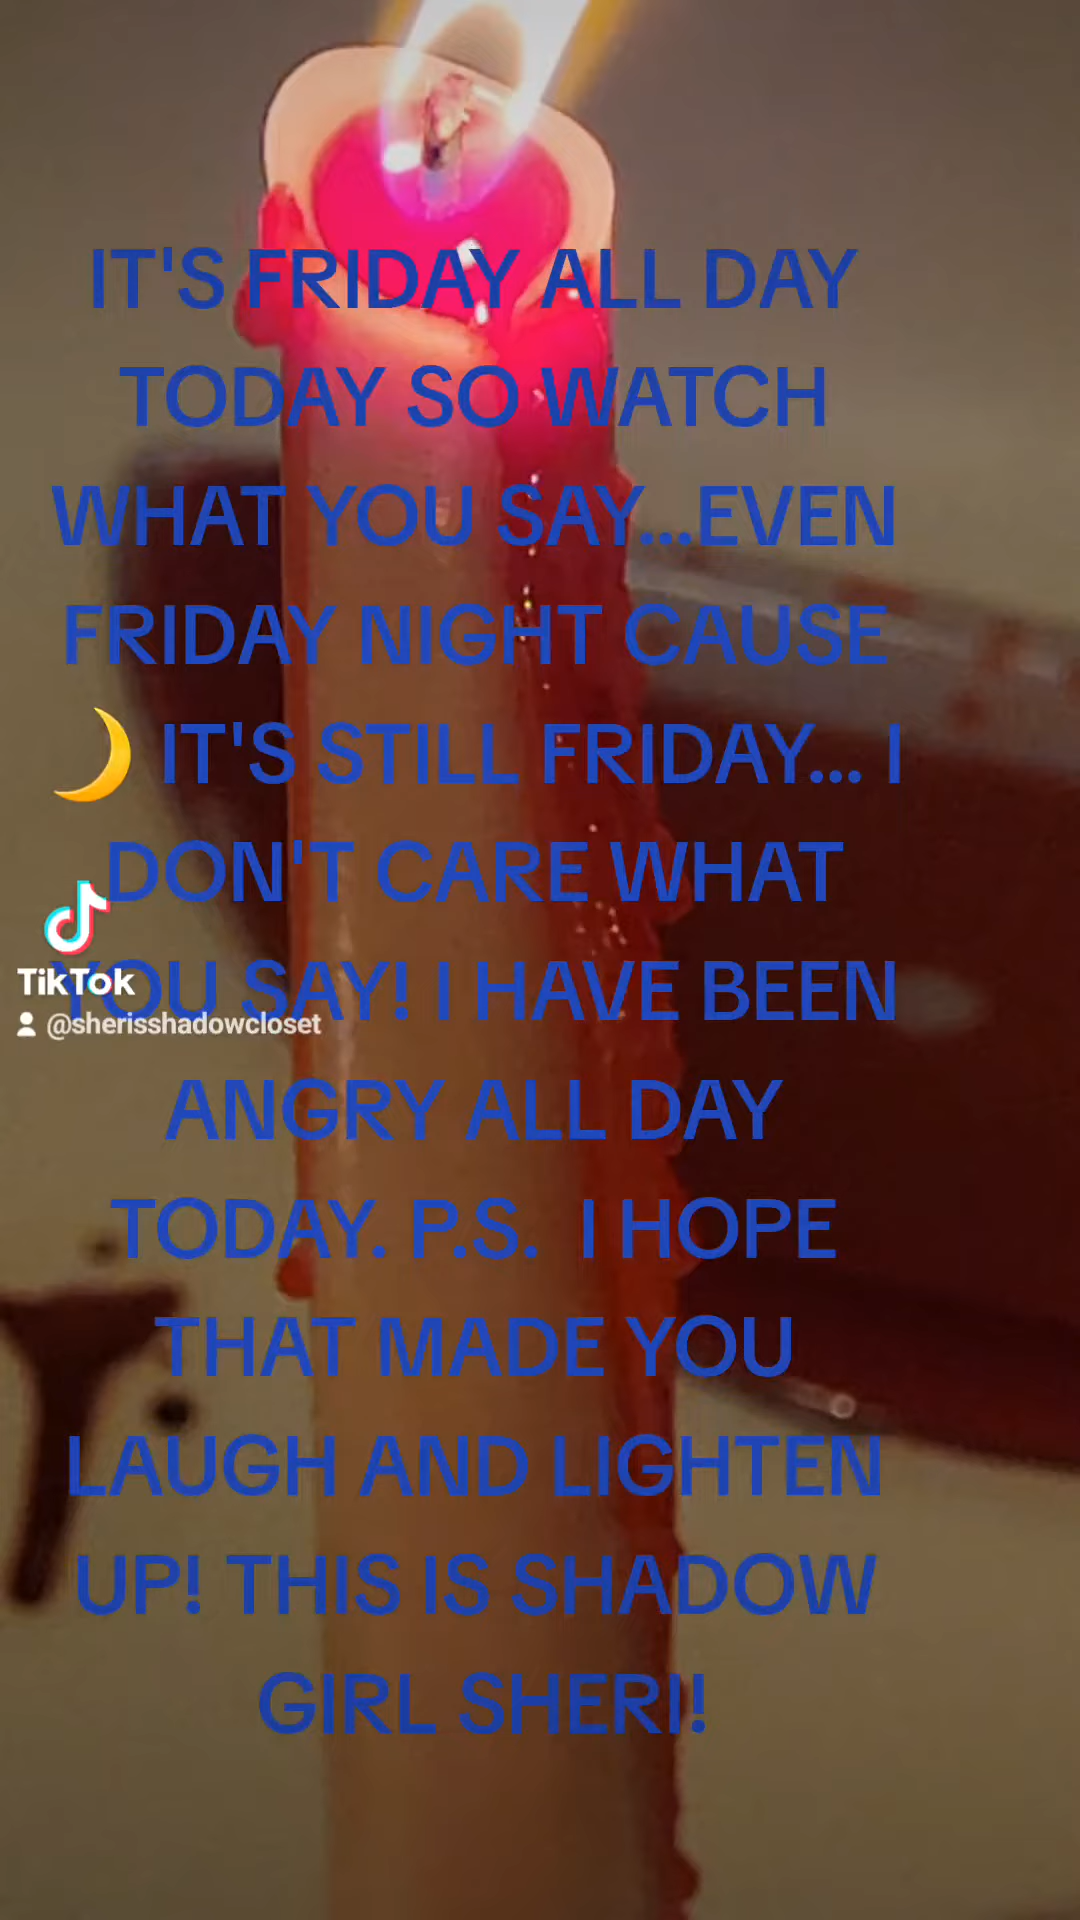 IT'S FRIDAY ALL DAY
TODAY SO WATCH
WHAT YOU SAY...EVEN
FRIDAY NIGHT CAUSE
🌙 IT'S STILL FRIDAY... I
DON'T CARE WHAT
YOU SAY! I HAVE BEEN
ANGRY ALL DAY
TODAY. P.S. I HOPE
THAT MADE YOU
LAUGH AND LIGHTEN
UP! THIS IS SHADOW
GIRL SHERI!
TikTok
@sherisshadowcloset